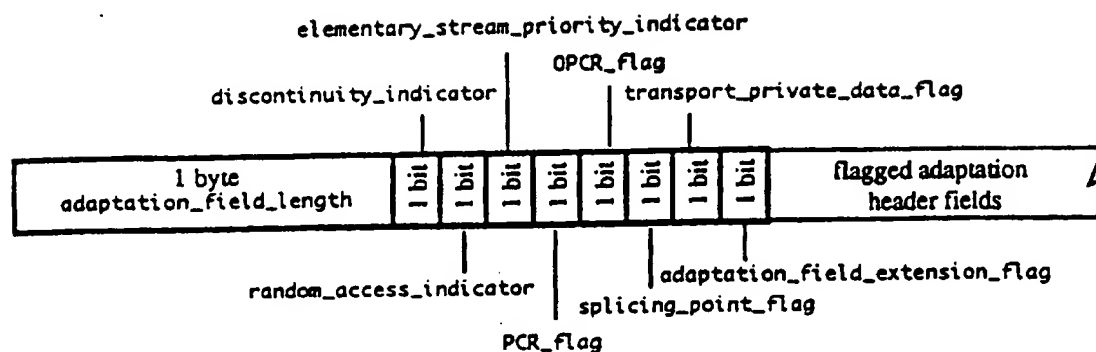 elementary_stream_priority_indicator
OPCR_flag
discontinuity_indicator
transport_private_data_flag
1 byte
adaptation_field_length
1 bit
1 bit
1 bit
1 bit
1 bit
1 bit
1 bit
1 bit
flagged adaptation
header fields
random_access_indicator
adaptation_field_extension_flag
splicing_point_flag
PCR_flag